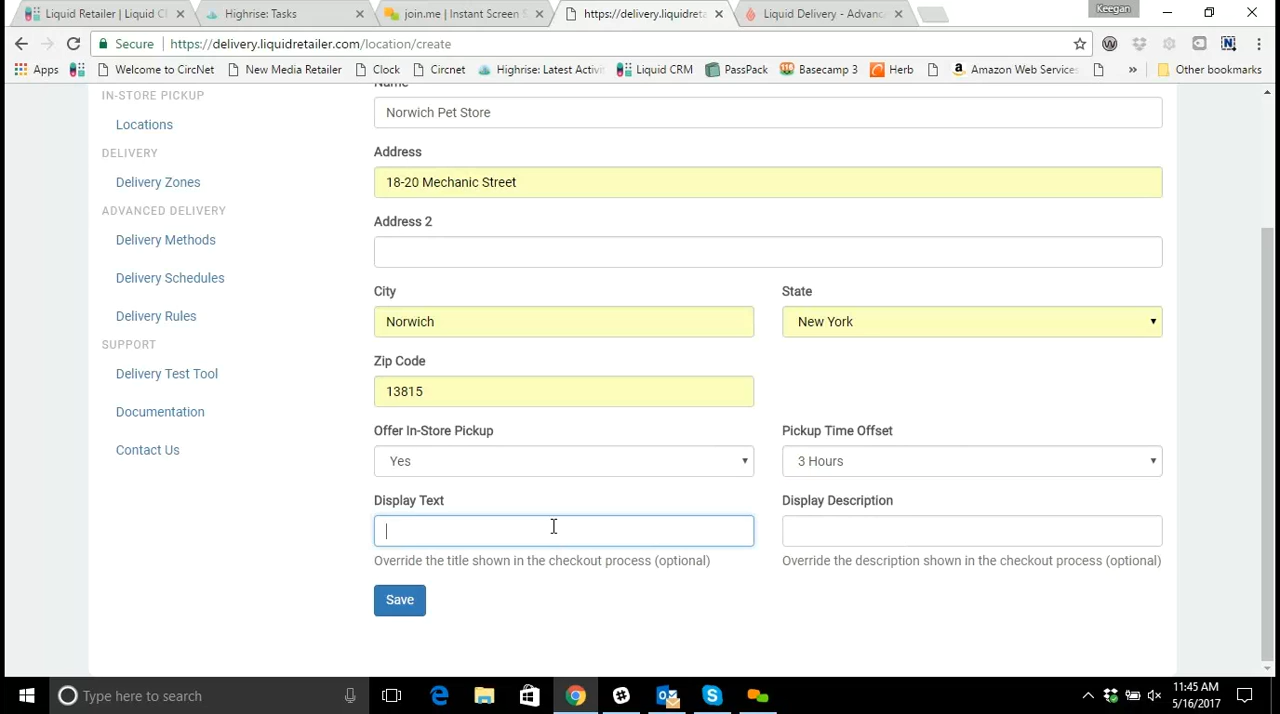 Liquid Retailer | Liquid C
Highrise: Tasks
join.me | Instant Screen S
https://delivery.liquidreta
Liquid Delivery - Advanc
Keegan
Secure
https://delivery.liquidretailer.com/location/create
Apps
Welcome to CircNet
New Media Retailer
Clock
Circnet
Highrise: Latest Activi
Liquid CRM
PassPack
Basecamp 3
Herb
Amazon Web Services
»
Other bookmarks
IN-STORE PICKUP
Locations
DELIVERY
Delivery Zones
ADVANCED DELIVERY
Delivery Methods
Delivery Schedules
Delivery Rules
SUPPORT
Delivery Test Tool
Documentation
Contact Us
Name
Norwich Pet Store
Address
18-20 Mechanic Street
Address 2
City
State
Norwich
New York
Zip Code
13815
Offer In-Store Pickup
Pickup Time Offset
Yes
3 Hours
Display Text
Display Description
Override the title shown in the checkout process (optional)
Override the description shown in the checkout process (optional)
Save
Type here to search
11:45 AM
5/16/2017